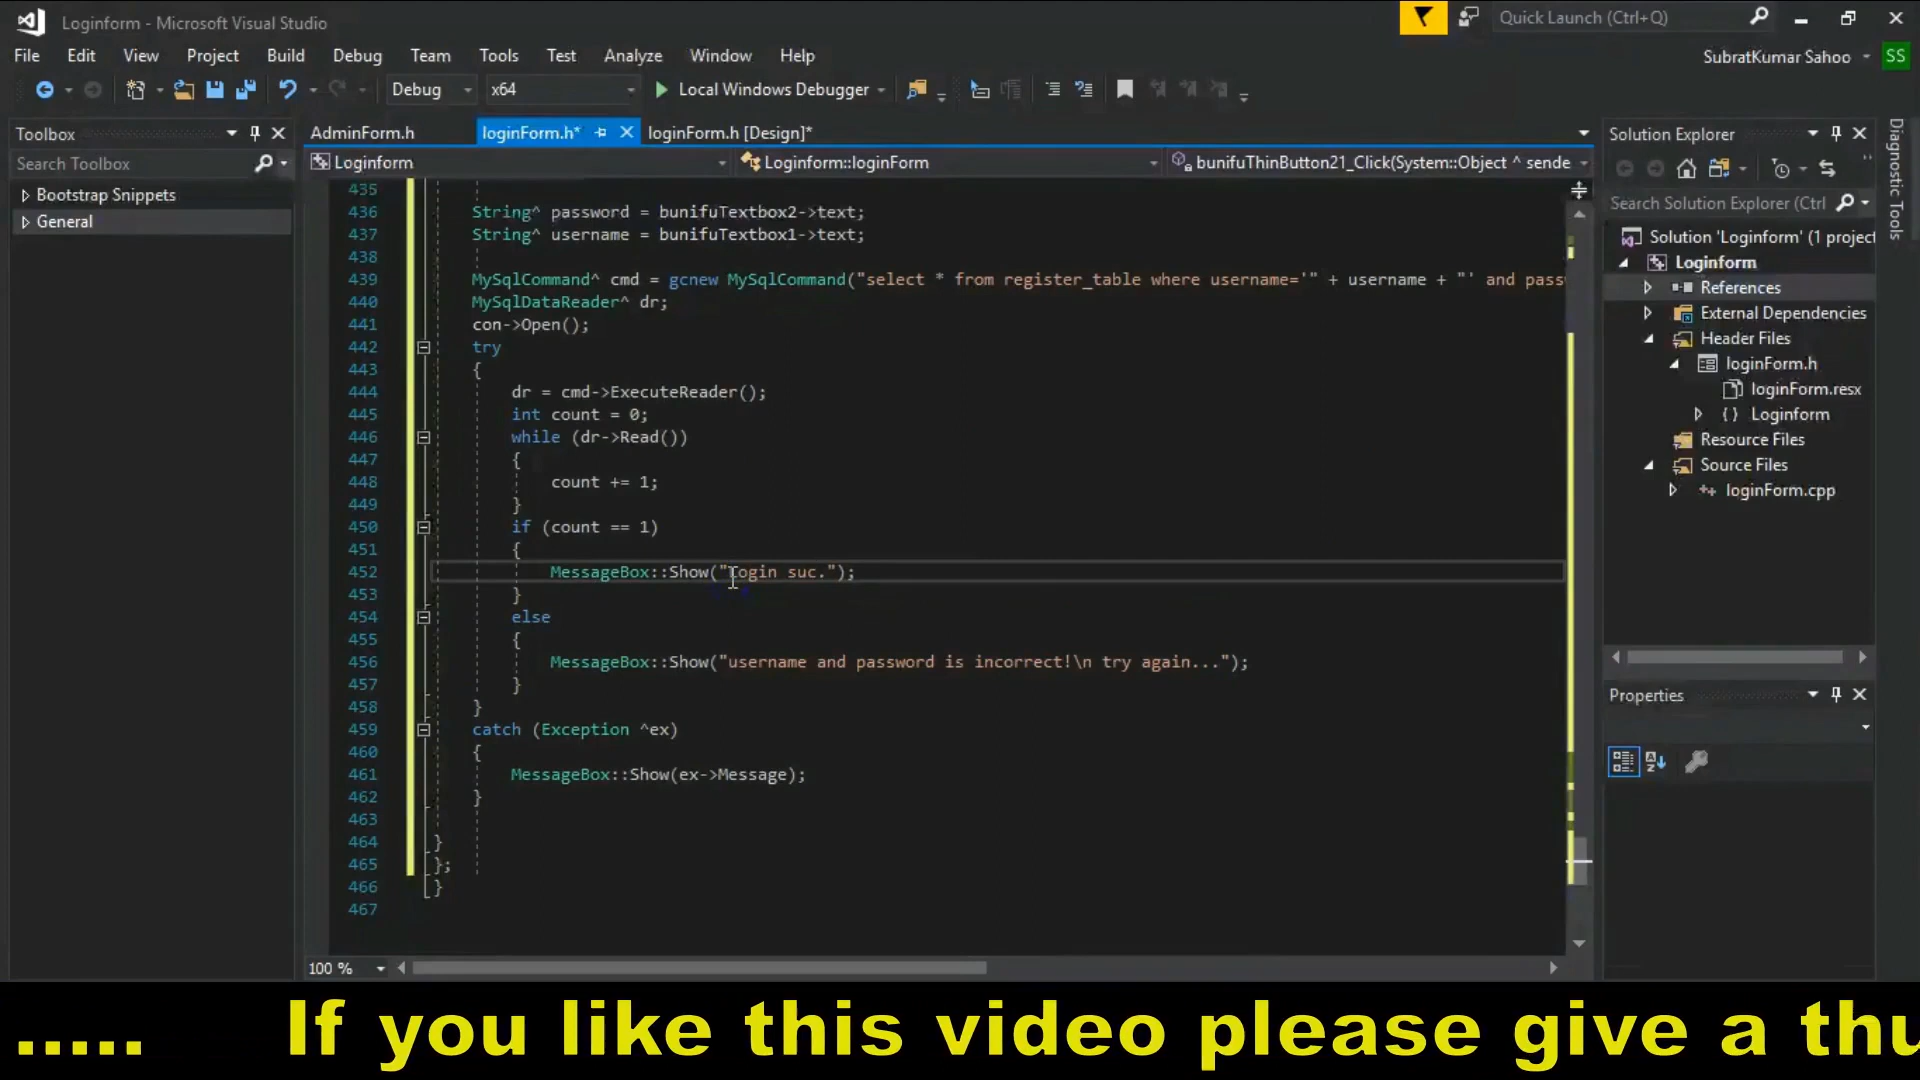 Loginform - Microsoft Visual Studio
Quick Launch (Ctrl+Q)
File Edit View Project Build Debug Team Tools Test Analyze Window Help
SubratKumar Sahoo SS
Debug x64 Local Windows Debugger
Toolbox
Search Toolbox
Bootstrap Snippets
General
AdminForm.h loginForm.h* loginForm.h [Design]*
Loginform Loginform::loginForm bunifuThinButton21_Click(System::Object ^ sende
435
436 String^ password = bunifuTextbox2->text;
437 String^ username = bunifuTextbox1->text;
438
439 MySqlCommand^ cmd = gcnew MySqlCommand("select * from register_table where username='" + username + "' and passw
440 MySqlDataReader^ dr;
441 con->Open();
442 try
443 {
444 dr = cmd->ExecuteReader();
445 int count = 0;
446 while (dr->Read())
447 {
448 count += 1;
449 }
450 if (count == 1)
451 {
452 MessageBox::Show("Login suc.");
453 }
454 else
455 {
456 MessageBox::Show("username and password is incorrect!\n try again...");
457 }
458 }
459 catch (Exception ^ex)
460 {
461 MessageBox::Show(ex->Message);
462 }
463
464 }
465 };
466 }
467
100 %
Solution Explorer
Search Solution Explorer (Ctrl
Solution 'Loginform' (1 project
Loginform
References
External Dependencies
Header Files
loginForm.h
loginForm.resx
{ } Loginform
Resource Files
Source Files
loginForm.cpp
Properties
Diagnostic Tools
..... If you like this video please give a thu